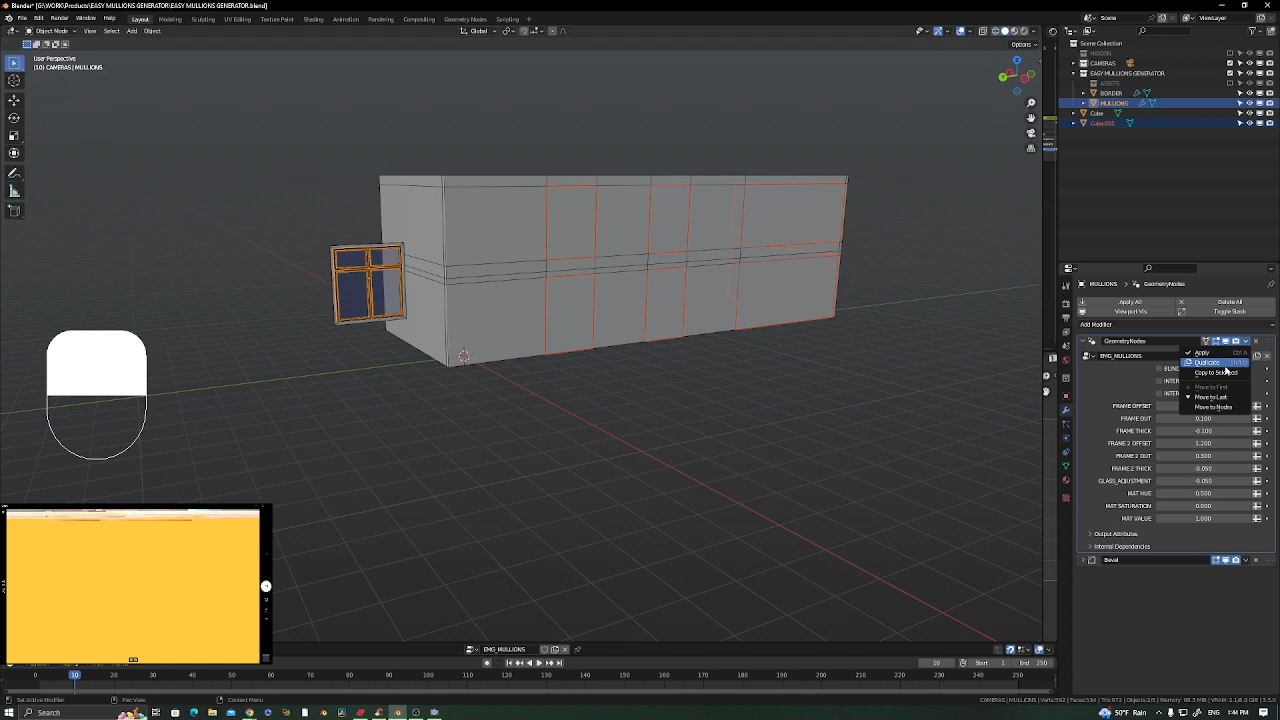 Blender* [G:\WORK\Products\EASY MULLIONS GENERATOR\EASY MULLIONS GENERATOR.blend]
File Edit Render Window Help Layout Modeling Sculpting UV Editing Texture Paint Shading Animation Rendering Compositing Geometry Nodes Scripting + Scene ViewLayer
Object Mode View Select Add Object Global
Options
User Perspective
(10) CAMERAS | MULLIONS
Scene Collection
HIDDEN
CAMERAS
EASY MULLIONS GENERATOR
ASSETS
BORDER
MULLIONS
Cube
Cube.001
MULLIONS > GeometryNodes
Apply All Delete All
Viewport Vis Toggle Stack
Add Modifier
GeometryNodes
Apply Ctrl A
EMG_MULLIONS
Duplicate
Copy to Selected
Move to First
Move to Last
Move to Nodes
FRAME OFFSET
FRAME OUT 0.100
FRAME THICK -0.100
FRAME 2 OFFSET 1.200
FRAME 2 OUT 0.300
FRAME 2 THICK -0.050
GLASS_ADJUSTMENT -0.050
MAT HUE 0.500
MAT SATURATION 0.000
MAT VALUE 1.000
Output Attributes
Internal Dependencies
Bevel
EMG_MULLIONS
10 Start 1 End 250
0 10 20 30 40 50 60 70 80 90 100 110 120 130 140 150 160 170 180 190 200 210 220 230 240 250
Set Active Modifier Pan View Context Menu
Search 50°F Rain ENG 1:44 PM